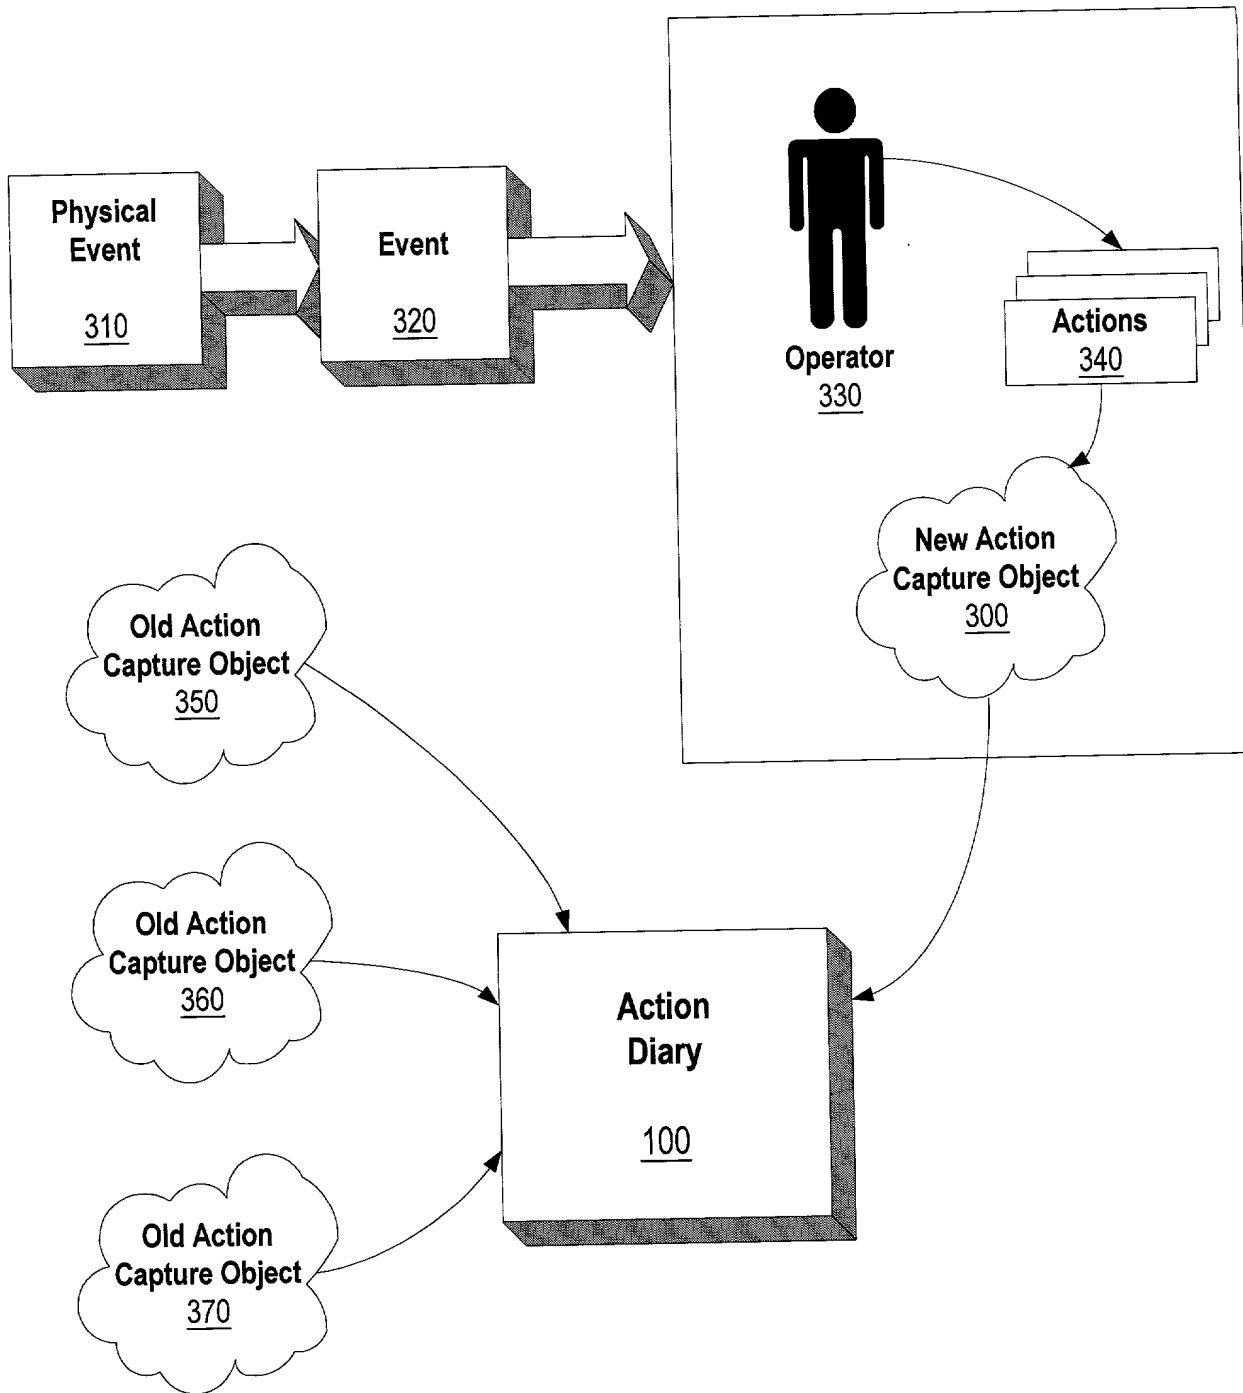 Physical
Event
310
Event
320
Operator
330
Actions
340
New Action
Capture Object
300
Old Action
Capture Object
350
Old Action
Capture Object
360
Old Action
Capture Object
370
Action
Diary
100